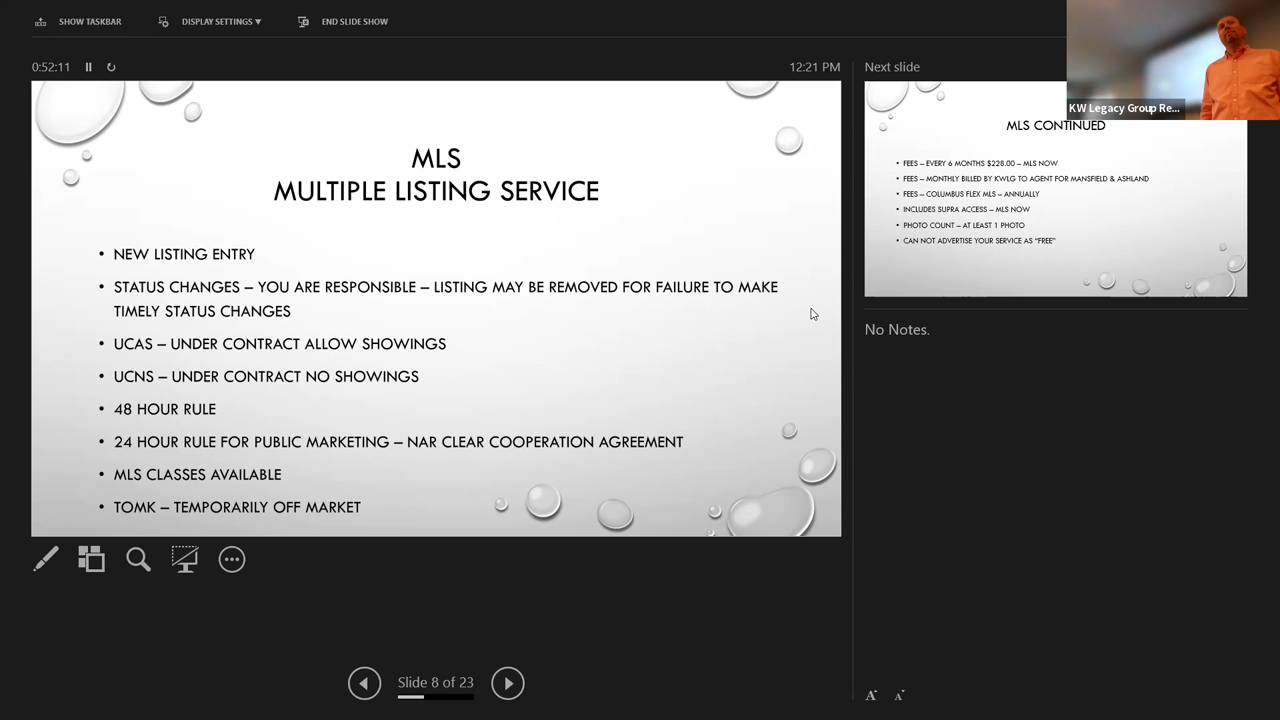 SHOW TASKBAR
DISPLAY SETTINGS ▼
END SLIDE SHOW
0:52:11
12:21 PM
MLS
MULTIPLE LISTING SERVICE
• NEW LISTING ENTRY
• STATUS CHANGES – YOU ARE RESPONSIBLE – LISTING MAY BE REMOVED FOR FAILURE TO MAKE
TIMELY STATUS CHANGES
• UCAS – UNDER CONTRACT ALLOW SHOWINGS
• UCNS – UNDER CONTRACT NO SHOWINGS
• 48 HOUR RULE
• 24 HOUR RULE FOR PUBLIC MARKETING – NAR CLEAR COOPERATION AGREEMENT
• MLS CLASSES AVAILABLE
• TOMK – TEMPORARILY OFF MARKET
Slide 8 of 23
Next slide
KW Legacy Group Re...
MLS CONTINUED
• FEES – EVERY 6 MONTHS $228.00 – MLS NOW
• FEES – MONTHLY BILLED BY KWLG TO AGENT FOR MANSFIELD & ASHLAND
• FEES – COLUMBUS FLEX MLS – ANNUALLY
• INCLUDES SUPRA ACCESS – MLS NOW
• PHOTO COUNT – AT LEAST 1 PHOTO
• CAN NOT ADVERTISE YOUR SERVICE AS "FREE"
No Notes.
A A